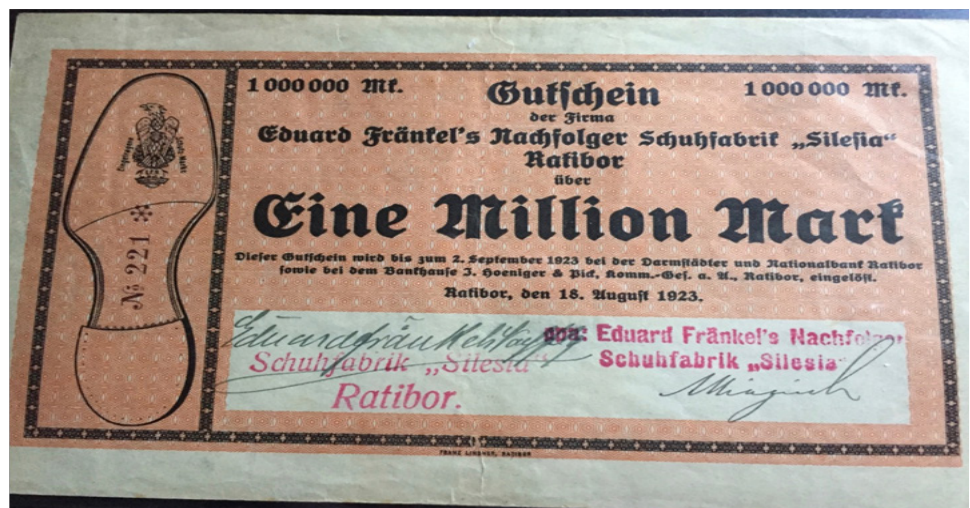 1 000 000 Mk.
Gutschein
1 000 000 Mk.
der Firma
Eduard Fränkel's Nachfolger Schuhfabrik „Silesia“
Ratibor
über
Eine Million Mark
Dieser Gutschein wird bis zum 2. September 1923 bei der Darmstädter und Nationalbank Ratibor
sowie bei dem Bankhause J. Hoeniger & Pick, Komm.-Ges. a. A., Ratibor, eingelöst.
Ratibor, den 18. August 1923.
№ 221 *
Schuhfabrik „Silesia“
Ratibor.
ppa: Eduard Fränkel's Nachfolger
Schuhfabrik „Silesia“
FRANZ LINDNER, RATIBOR